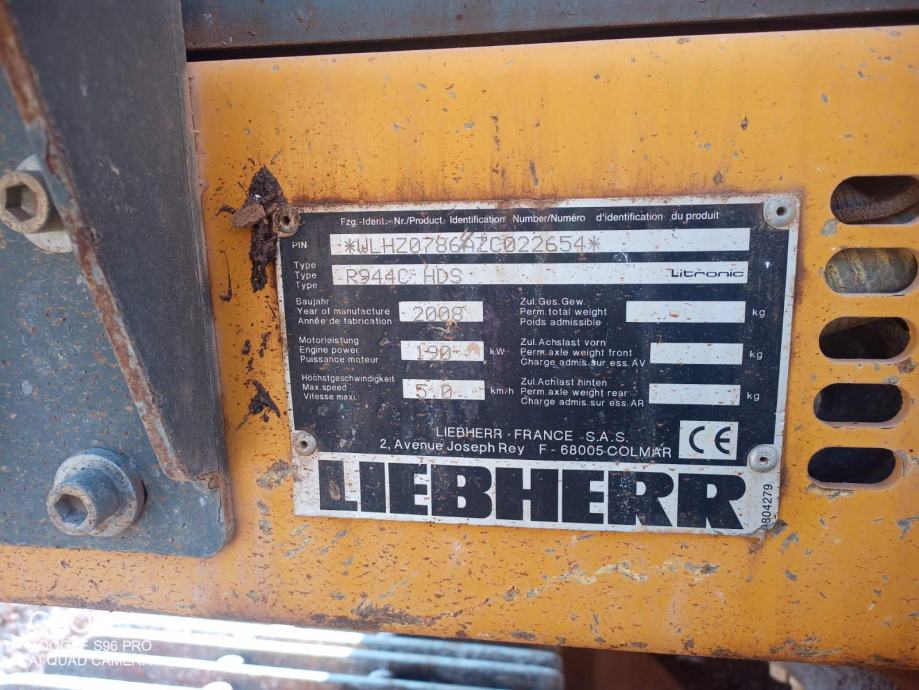 Fzg.-Ident.- Nr./Product Identification Number/Numéro d'identification du produit
PIN
Type R944C HDS Litronic
Type
Type
Baujahr
Year of manufacture 2008
Année de fabrication
Motorleistung
Engine power 190 kW
Puissance moteur
Höchstgeschwindigkeit
Max. speed 5.0 km/h
Vitesse maxi.
Zul. Ges. Gew.
Perm. total weight kg
Poids admissible
Zul. Achslast vorn
Perm. axle weight front kg
Charge admis. sur ess. AV
Zul. Achlast hinten
Perm. axle weight rear kg
Charge admis. sur ess. AR
LIEBHERR - FRANCE S.A.S.
2, Avenue Joseph Rey F - 68005 COLMAR
CE
LIEBHERR
9804279
S96 PRO
AI QUAD CAMERA